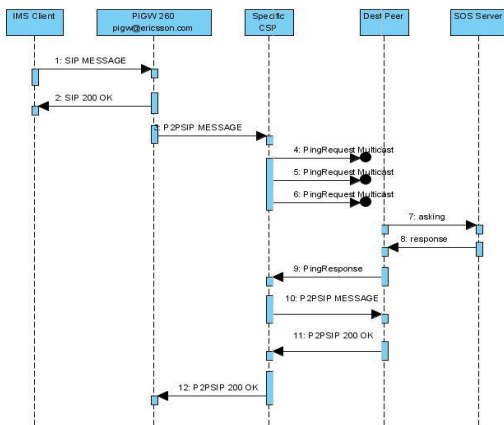 IMS Client
PIGW 260
pigw@ericsson.com
Specific
CSP
Dest Peer
SOS Server
1: SIP MESSAGE
2: SIP 200 OK
3: P2PSIP MESSAGE
4: PingRequest Multicast
5: PingRequest Multicast
6: PingRequest Multicast
7: asking
8: response
9: PingResponse
10: P2PSIP MESSAGE
11: P2PSIP 200 OK
12: P2PSIP 200 OK